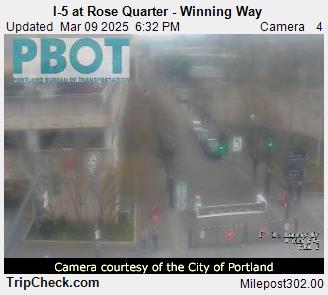 I-5 at Rose Quarter - Winning Way
Updated Mar 09 2025 6:32 PM Camera 4
PBOT
PORTLAND BUREAU OF TRANSPORTATION
Camera courtesy of the City of Portland
TripCheck.com Milepost302.00